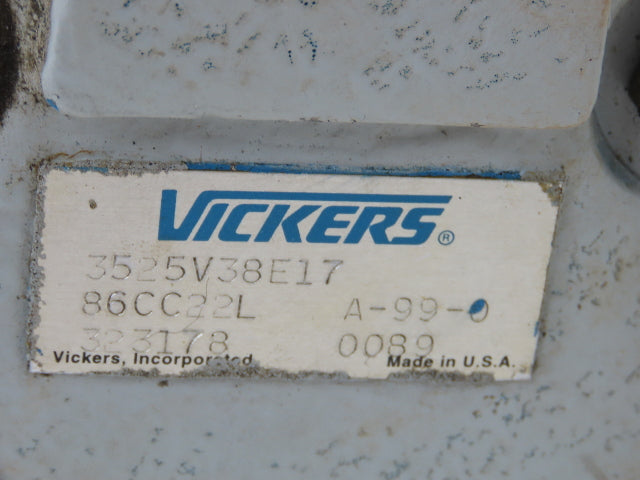 VICKERS®
3525V38E17
86CC22L A-99-0
323178 0089
Vickers, Incorporated Made in U.S.A.